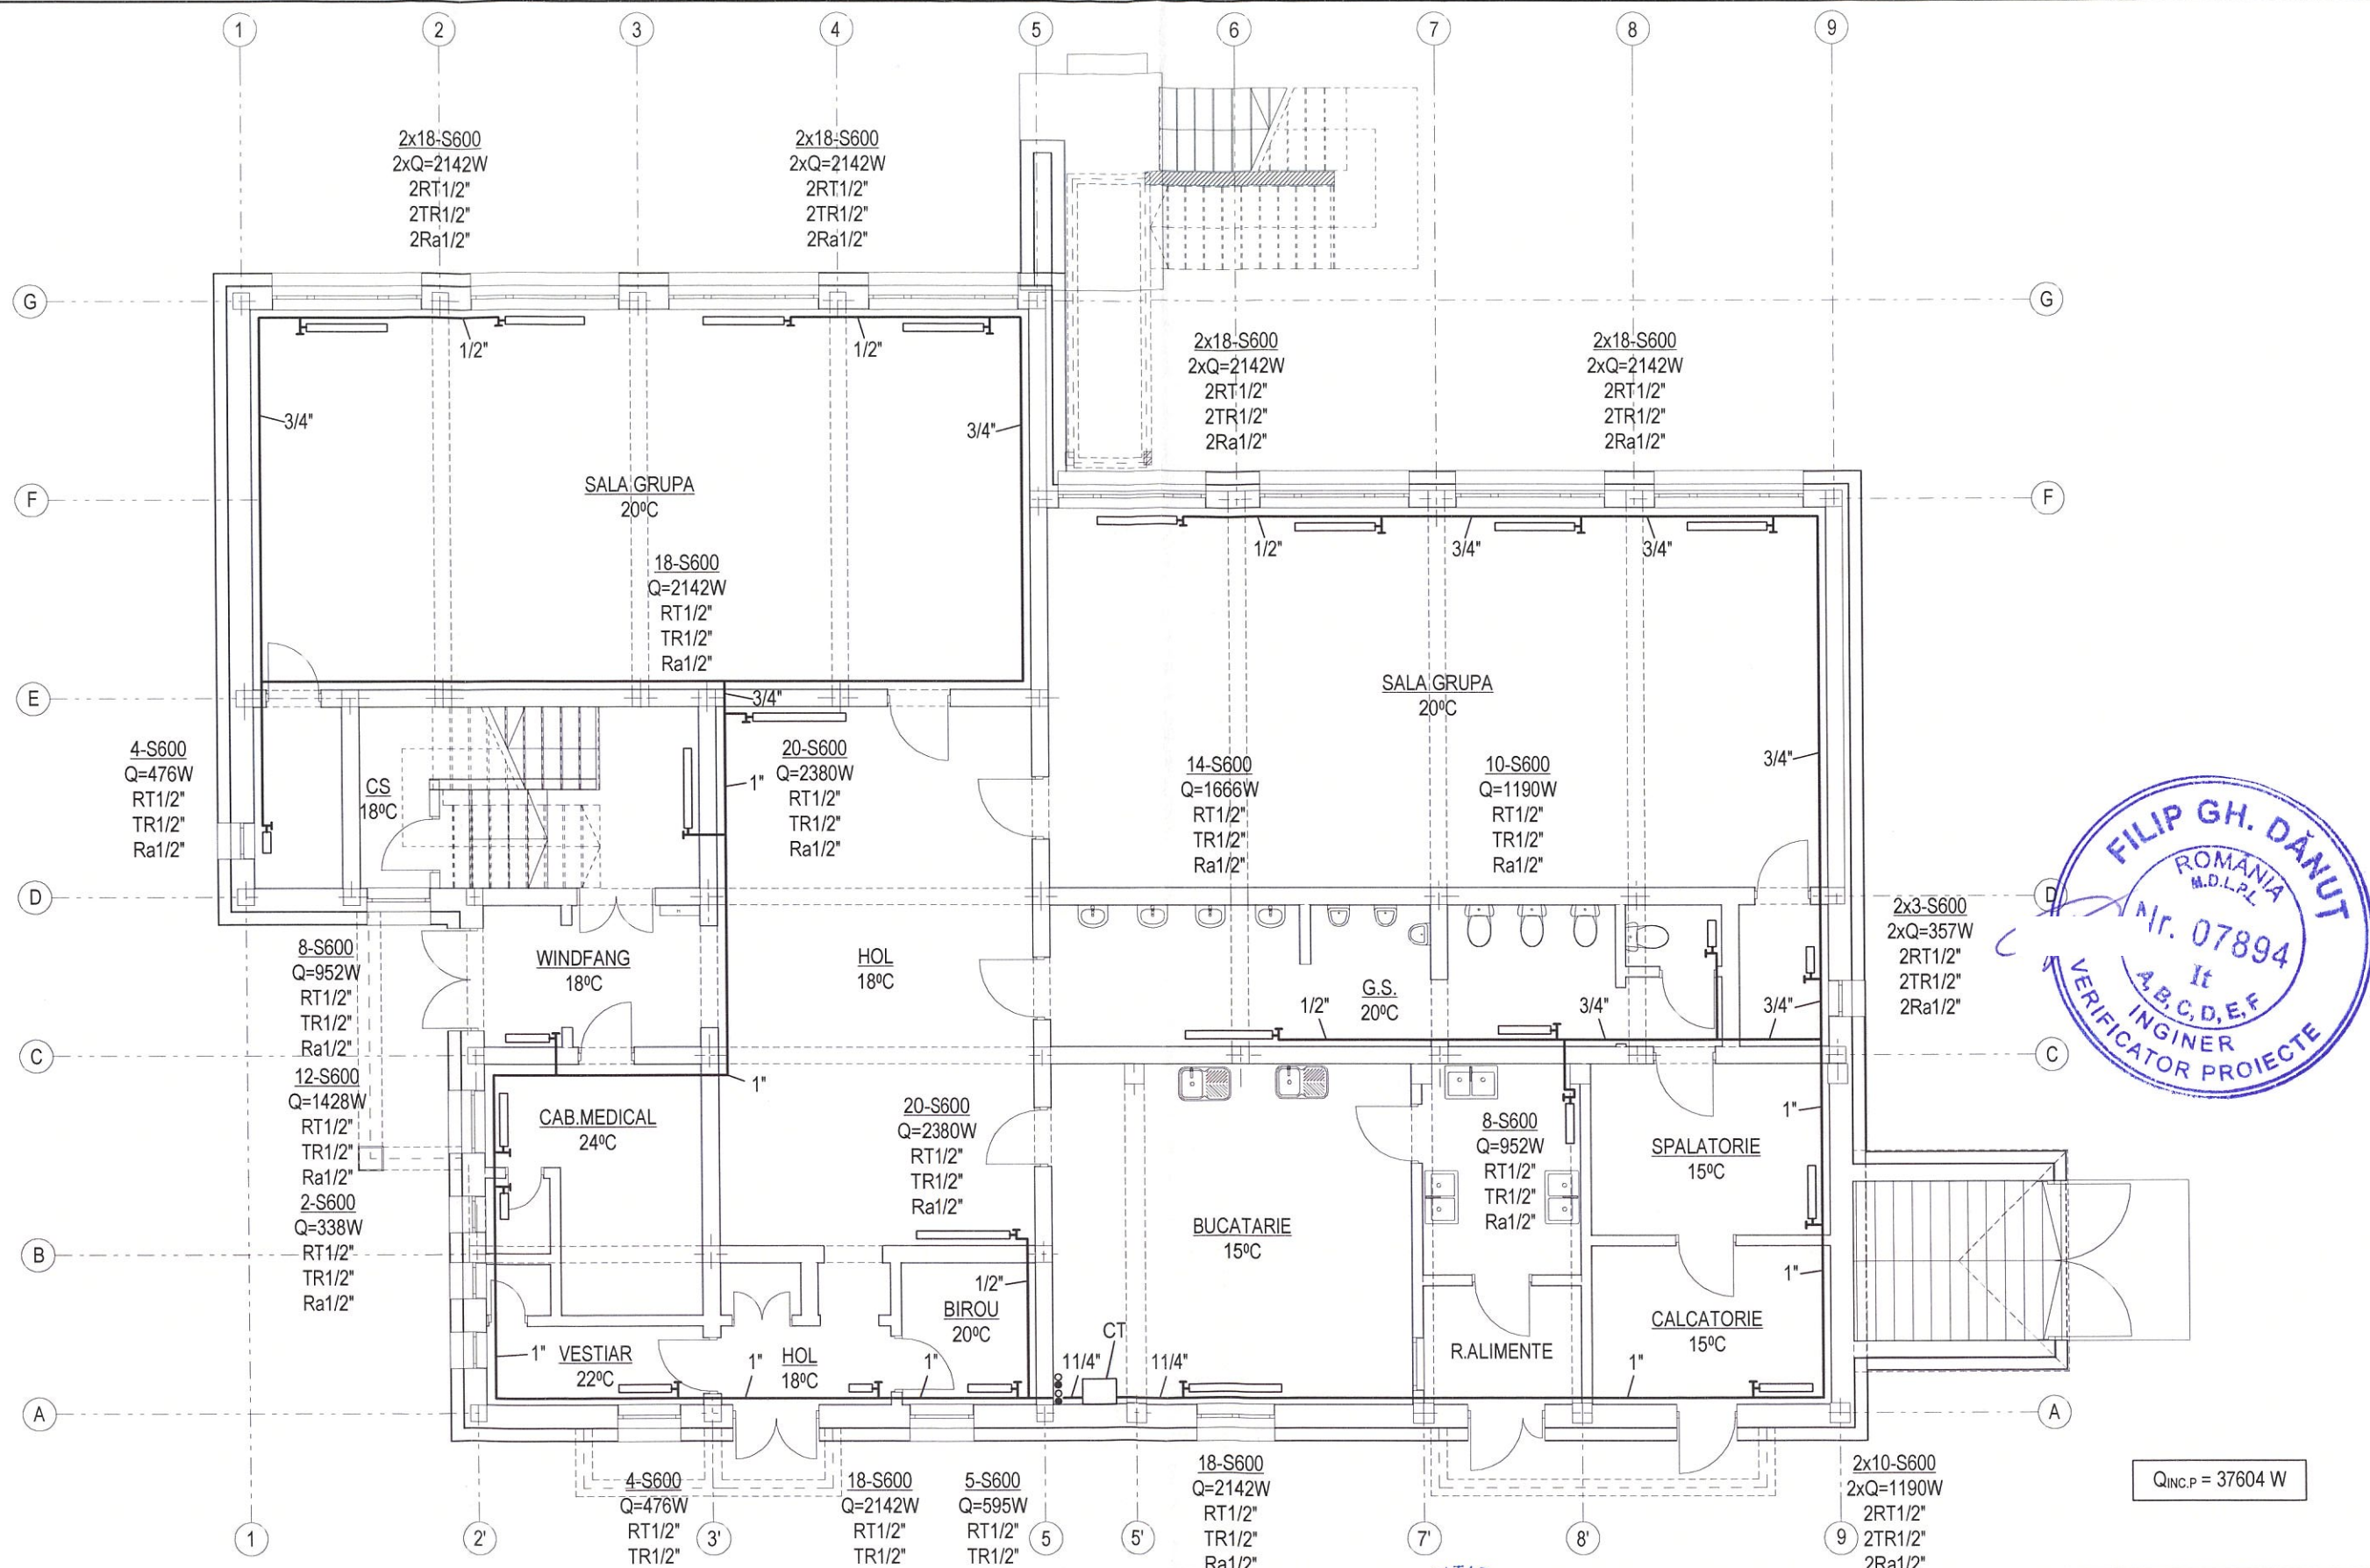 1
2
3
4
5
6
7
8
9
2x18-S600
2xQ=2142W
2RT1/2"
2TR1/2"
2Ra1/2"
2x18-S600
2xQ=2142W
2RT1/2"
2TR1/2"
2Ra1/2"
G
G
1/2"
1/2"
2x18-S600
2xQ=2142W
2RT1/2"
2TR1/2"
2Ra1/2"
2x18-S600
2xQ=2142W
2RT1/2"
2TR1/2"
2Ra1/2"
3/4"
3/4"
SALA GRUPA
20ºC
F
F
1/2"
3/4"
3/4"
18-S600
Q=2142W
RT1/2"
TR1/2"
Ra1/2"
E
3/4"
SALA GRUPA
20ºC
4-S600
Q=476W
RT1/2"
TR1/2"
Ra1/2"
CS
18ºC
1"
20-S600
Q=2380W
RT1/2"
TR1/2"
Ra1/2"
14-S600
Q=1666W
RT1/2"
TR1/2"
Ra1/2"
10-S600
Q=1190W
RT1/2"
TR1/2"
Ra1/2"
3/4"
D
D
2x3-S600
2xQ=357W
2RT1/2"
2TR1/2"
2Ra1/2"
FILIP GH. DĂNUȚ
ROMÂNIA
M.D.L.P.L.
Nr. 07894
It
A, B, C, D, E, F
INGINER
VERIFICATOR PROIECTE
8-S600
Q=952W
RT1/2"
TR1/2"
Ra1/2"
WINDFANG
18ºC
HOL
18ºC
G.S.
20ºC
1/2"
3/4"
3/4"
C
C
12-S600
Q=1428W
RT1/2"
TR1/2"
Ra1/2"
1"
CAB.MEDICAL
24ºC
20-S600
Q=2380W
RT1/2"
TR1/2"
Ra1/2"
8-S600
Q=952W
RT1/2"
TR1/2"
Ra1/2"
1"
SPALATORIE
15ºC
2-S600
Q=338W
RT1/2"
TR1/2"
Ra1/2"
BUCATARIE
15ºC
B
B
1/2"
BIROU
20ºC
1"
CALCATORIE
15ºC
CT
R.ALIMENTE
1"
VESTIAR
22ºC
1"
HOL
18ºC
1"
11/4"
11/4"
1"
A
A
4-S600
Q=476W
RT1/2"
TR1/2"
18-S600
Q=2142W
RT1/2"
TR1/2"
5-S600
Q=595W
RT1/2"
TR1/2"
18-S600
Q=2142W
RT1/2"
TR1/2"
Ra1/2"
2x10-S600
2xQ=1190W
2RT1/2"
2TR1/2"
2Ra1/2"
QINC.P = 37604 W
1
2'
3'
5
5'
7'
8'
9